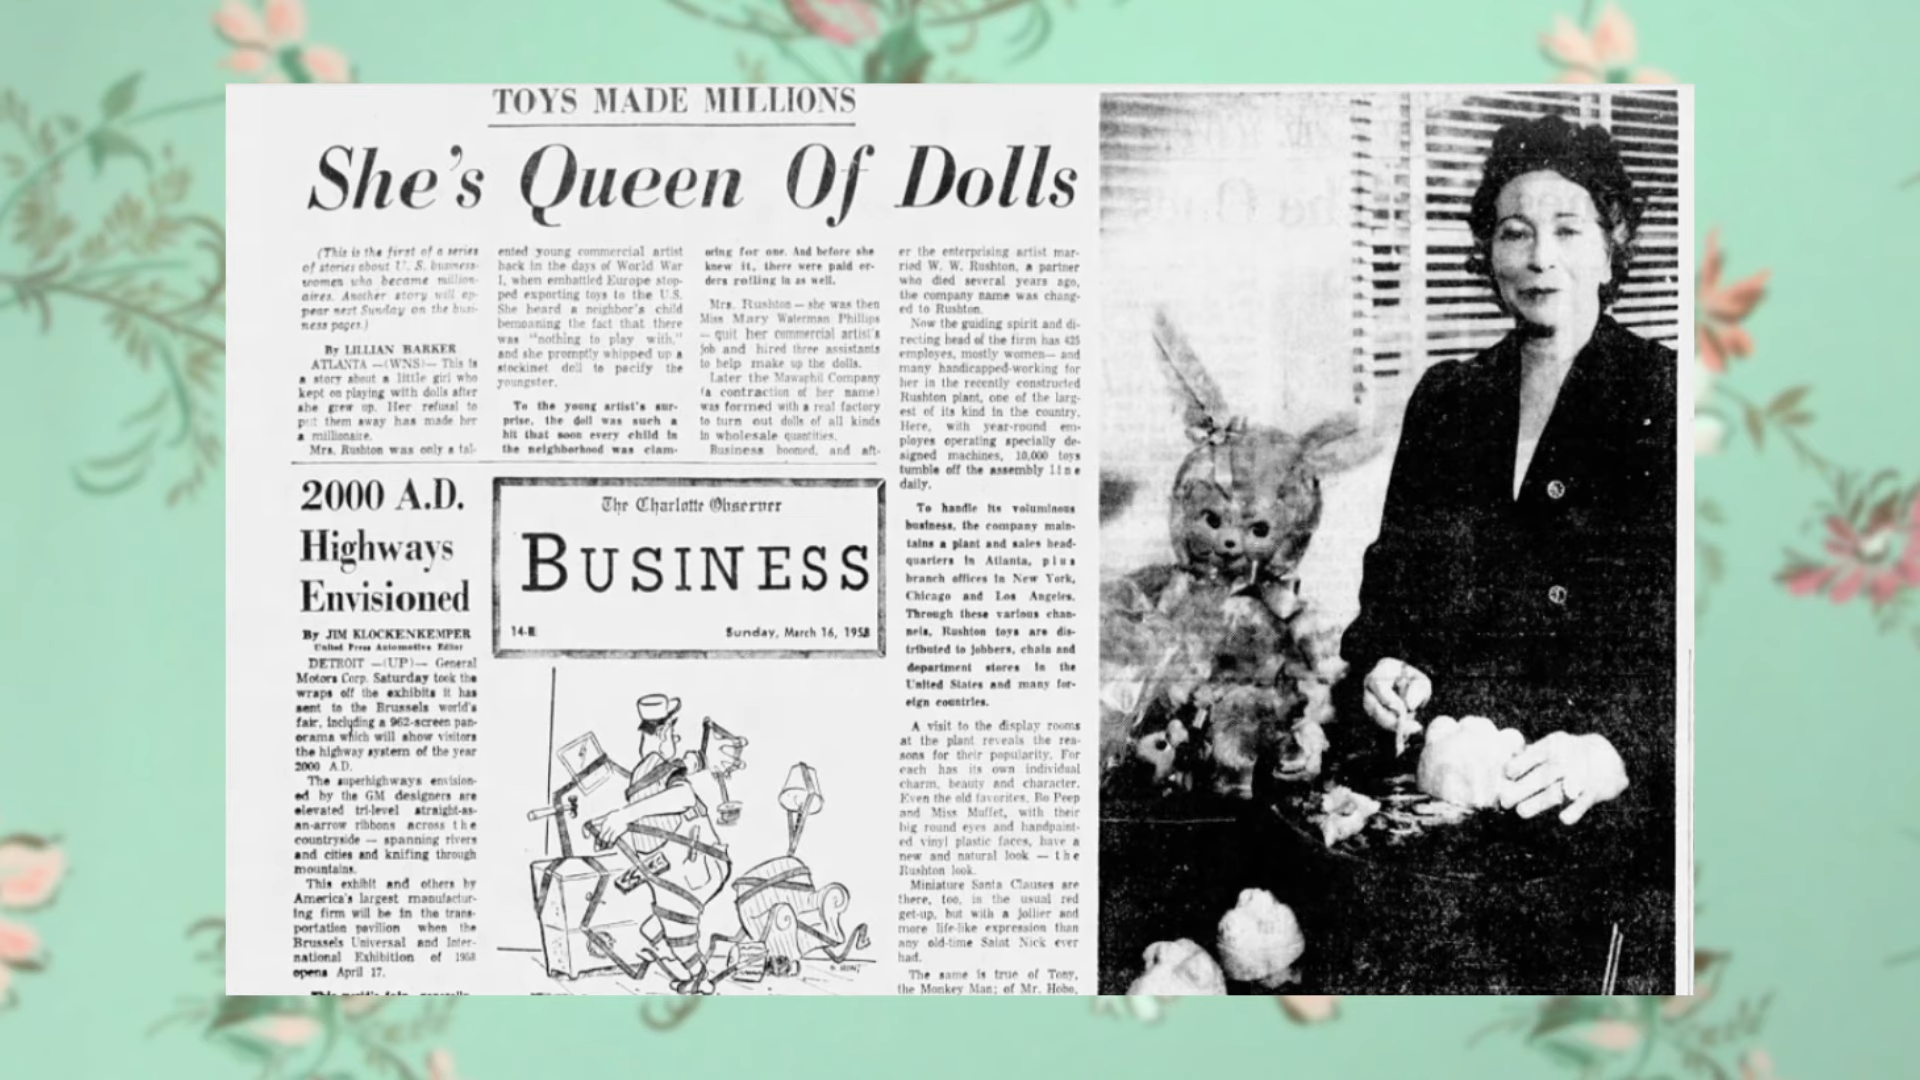 TOYS MADE MILLIONS
She's Queen Of Dolls
(This is the first of a series
of stories about U. S. business-
women who became million-
aires. Another story will ap-
pear next Sunday on the busi-
ness pages.)
By LILLIAN BARKER
ATLANTA —(WNS)— This is
a story about a little girl who
kept on playing with dolls after
she grew up. Her refusal to
put them away has made her
a millionaire.
Mrs. Rushton was only a tal-
ented young commercial artist
back in the days of World War
I, when embattled Europe stop-
ped exporting toys to the U.S.
She heard a neighbor's child
bemoaning the fact that there
was "nothing to play with,"
and she promptly whipped up a
stockinet doll to pacify the
youngster.
To the young artist's sur-
prise, the doll was such a
hit that soon every child in
the neighborhood was clam-
oring for one. And before she
knew it, there were paid or-
ders rolling in as well.
Mrs. Rushton — she was then
Miss Mary Waterman Phillips
— quit her commercial artist's
job and hired three assistants
to help make up the dolls.
Later the Mawaphil Company
(a contraction of her name)
was formed with a real factory
to turn out dolls of all kinds
in wholesale quantities.
Business boomed, and aft-
er the enterprising artist mar-
ried W. W. Rushton, a partner
who died several years ago,
the company name was chang-
ed to Rushton.
Now the guiding spirit and di-
recting head of the firm has 425
employes, mostly women— and
many handicapped-working for
her in the recently constructed
Rushton plant, one of the larg-
est of its kind in the country.
Here, with year-round em-
ployes operating specially de-
signed machines, 10,000 toys
tumble off the assembly line
daily.
To handle its voluminous
business, the company main-
tains a plant and sales head-
quarters in Atlanta, plus
branch offices in New York,
Chicago and Los Angeles.
Through these various chan-
nels, Rushton toys are dis-
tributed to jobbers, chain and
department stores in the
United States and many for-
eign countries.
A visit to the display rooms
at the plant reveals the rea-
sons for their popularity. For
each has its own individual
charm, beauty and character.
Even the old favorites, Bo Peep
and Miss Muffet, with their
big round eyes and handpaint-
ed vinyl plastic faces, have a
new and natural look — the
Rushton look.
Miniature Santa Clauses are
there, too, in the usual red
get-up, but with a jollier and
more life-like expression than
any old-time Saint Nick ever
had.
The same is true of Tony,
the Monkey Man; of Mr. Hobo,
2000 A.D.
Highways
Envisioned
By JIM KLOCKENKEMPER
United Press Automotive Editor
DETROIT —(UP)— General
Motors Corp. Saturday took the
wraps off the exhibits it has
sent to the Brussels world's
fair, including a 962-screen pan-
orama which will show visitors
the highway system of the year
2000 A.D.
The superhighways envision-
ed by the GM designers are
elevated tri-level straight-as-
an-arrow ribbons across the
countryside — spanning rivers
and cities and knifing through
mountains.
This exhibit and others by
America's largest manufactur-
ing firm will be in the trans-
portation pavilion when the
Brussels Universal and Inter-
national Exhibition of 1958
opens April 17.
The Charlotte Observer
BUSINESS
Sunday, March 16, 1958